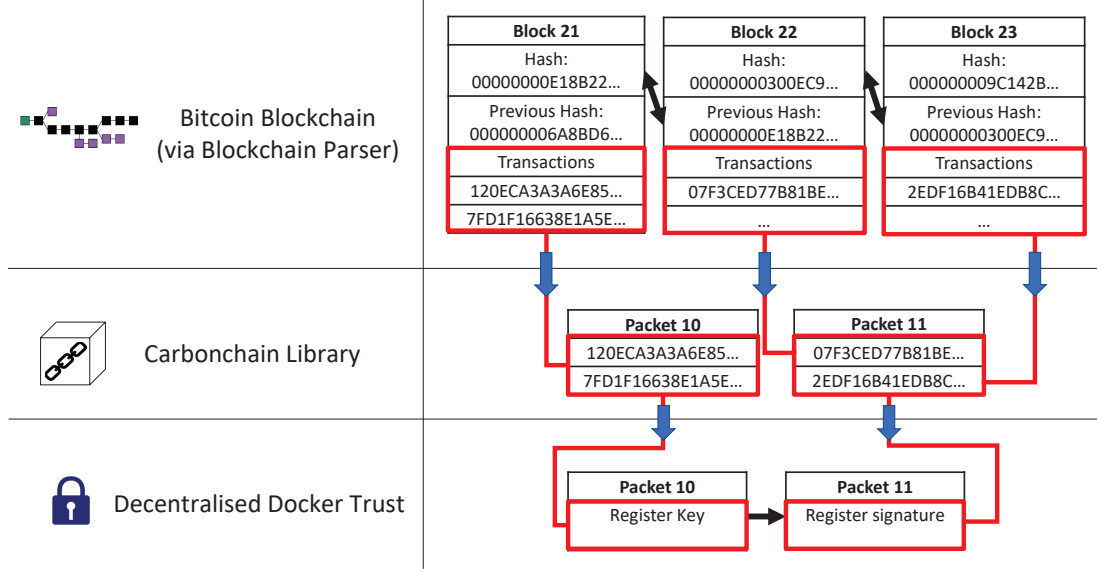 Bitcoin Blockchain
(via Blockchain Parser)
Block 21
Hash:
00000000E18B22...
Previous Hash:
000000006A8BD6...
Transactions
120ECA3A3A6E85...
7FD1F16638E1A5E...
Block 22
Hash:
00000000300EC9...
Previous Hash:
00000000E18B22...
Transactions
07F3CED77B81BE...
...
Block 23
Hash:
000000009C142B...
Previous Hash:
00000000300EC9...
Transactions
2EDF16B41EDB8C...
...
Carbonchain Library
Packet 10
120ECA3A3A6E85...
7FD1F16638E1A5E...
Packet 11
07F3CED77B81BE...
2EDF16B41EDB8C...
Decentralised Docker Trust
Packet 10
Register Key
Packet 11
Register signature